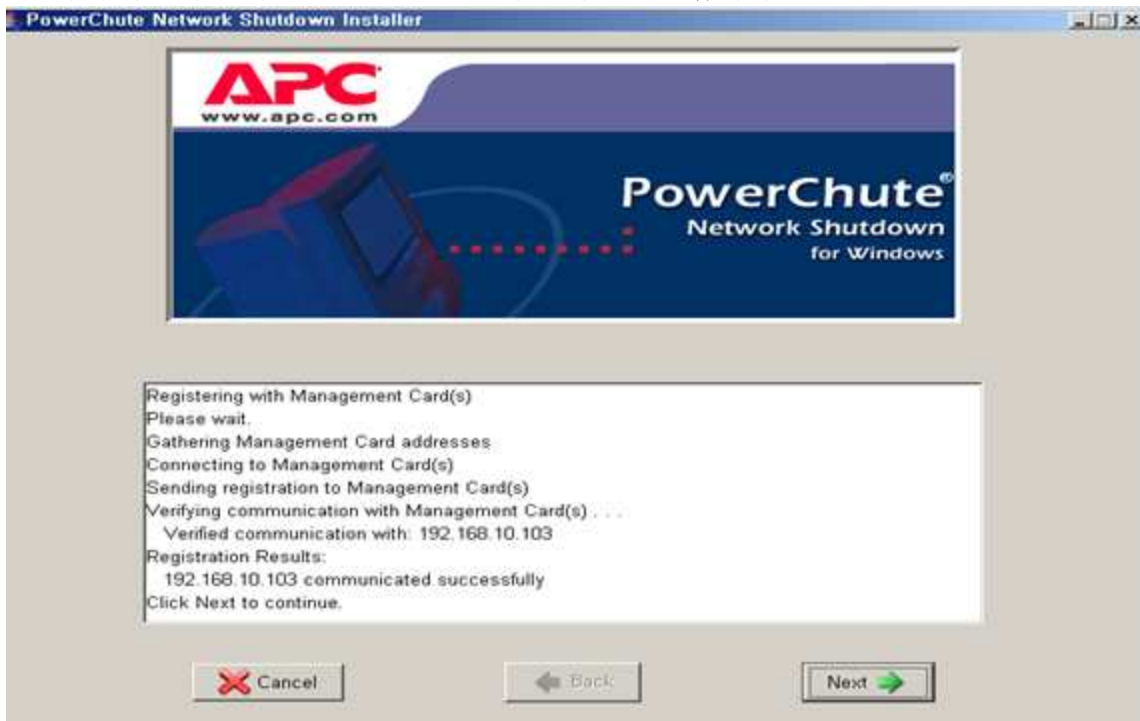 PowerChute Network Shutdown Installer
APC
www.apc.com
PowerChute®
Network Shutdown
for Windows
Registering with Management Card(s)
Please wait.
Gathering Management Card addresses
Connecting to Management Card(s)
Sending registration to Management Card(s)
Verifying communication with Management Card(s) . . .
Verified communication with: 192.168.10.103
Registration Results:
192.168.10.103 communicated successfully
Click Next to continue.
Cancel
Back
Next